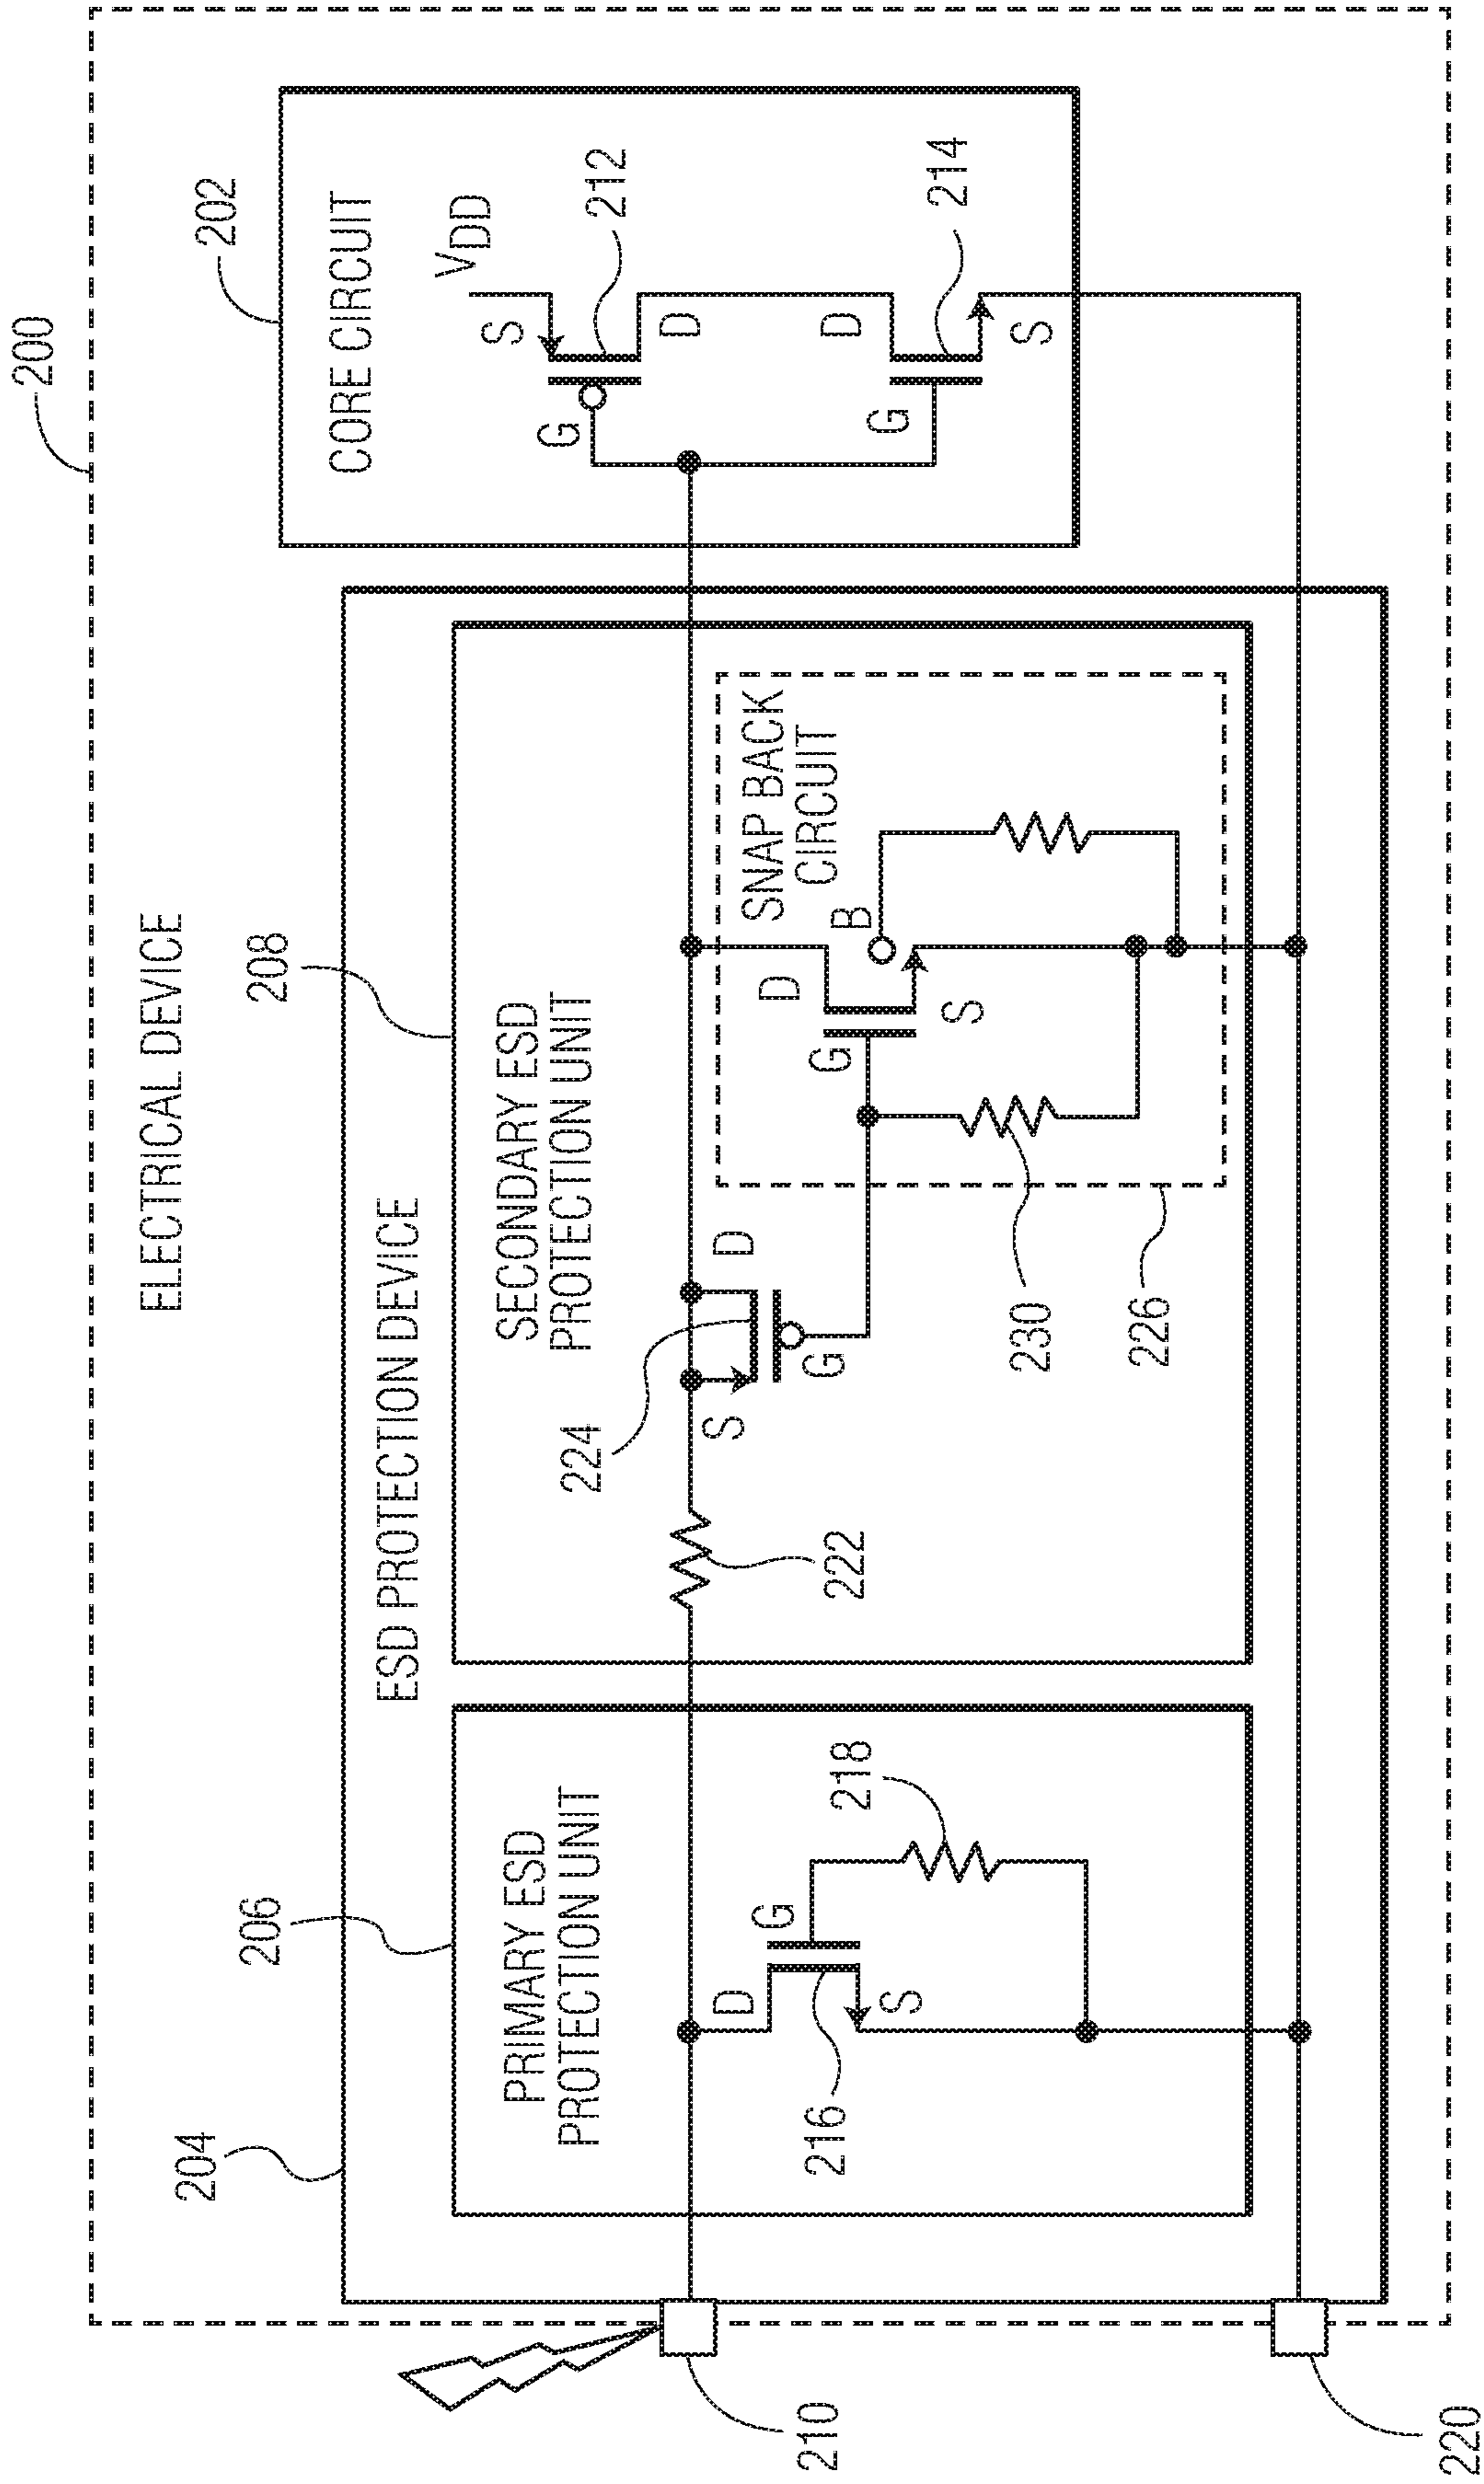 200
ELECTRICAL DEVICE
204
ESD PROTECTION DEVICE
206
PRIMARY ESD
PROTECTION UNIT
D
G
S
216
218
208
SECONDARY ESD
PROTECTION UNIT
222
224
S
D
G
SNAP BACK
CIRCUIT
D
B
G
S
230
226
202
CORE CIRCUIT
VDD
S
G
D
212
D
G
S
214
210
220